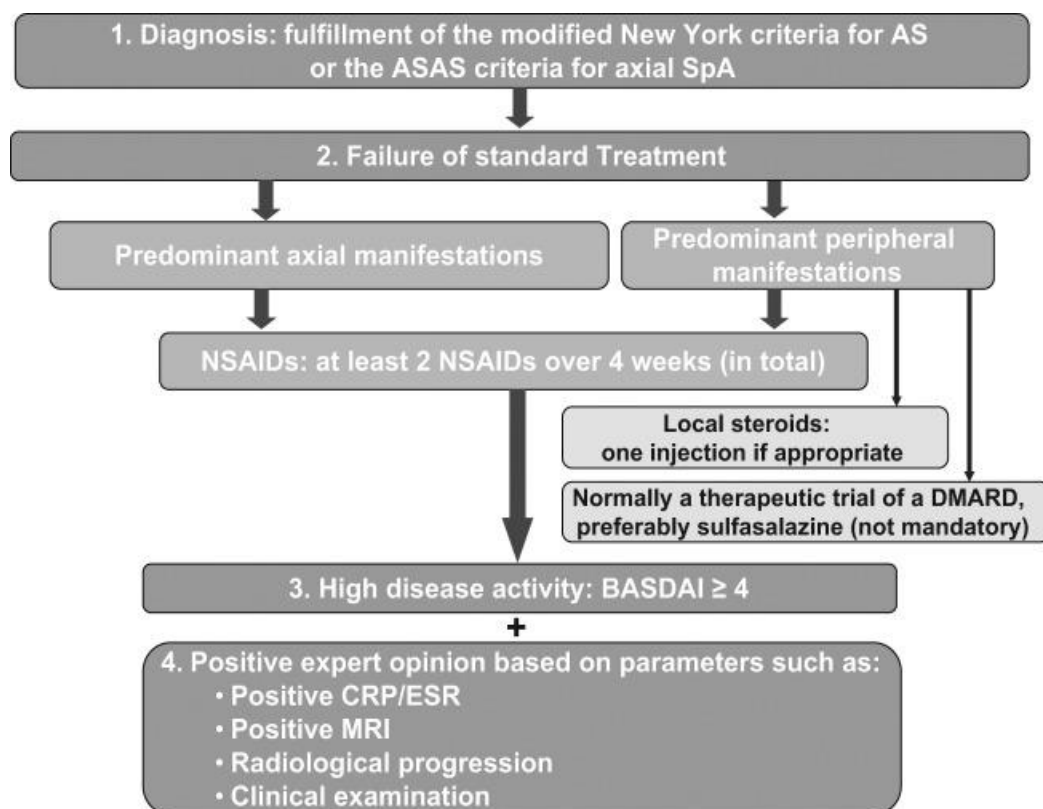 1. Diagnosis: fulfillment of the modified New York criteria for AS
or the ASAS criteria for axial SpA
2. Failure of standard Treatment
Predominant axial manifestations
Predominant peripheral
manifestations
NSAIDs: at least 2 NSAIDs over 4 weeks (in total)
Local steroids:
one injection if appropriate
Normally a therapeutic trial of a DMARD,
preferably sulfasalazine (not mandatory)
3. High disease activity: BASDAI ≥ 4
+
4. Positive expert opinion based on parameters such as:
• Positive CRP/ESR
• Positive MRI
• Radiological progression
• Clinical examination